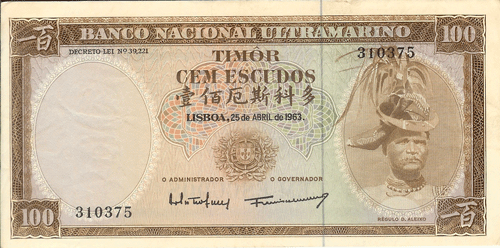 百 BANCO NACIONAL ULTRAMARINO 100
DECRETO-LEI Nº 39.221
TIMÔR
310375
CEM ESCUDOS
壹佰厄斯科多
LISBOA, 25 de ABRIL de 1963.
O ADMINISTRADOR O GOVERNADOR
100 310375
RÉGULO D. ALEIXO
百